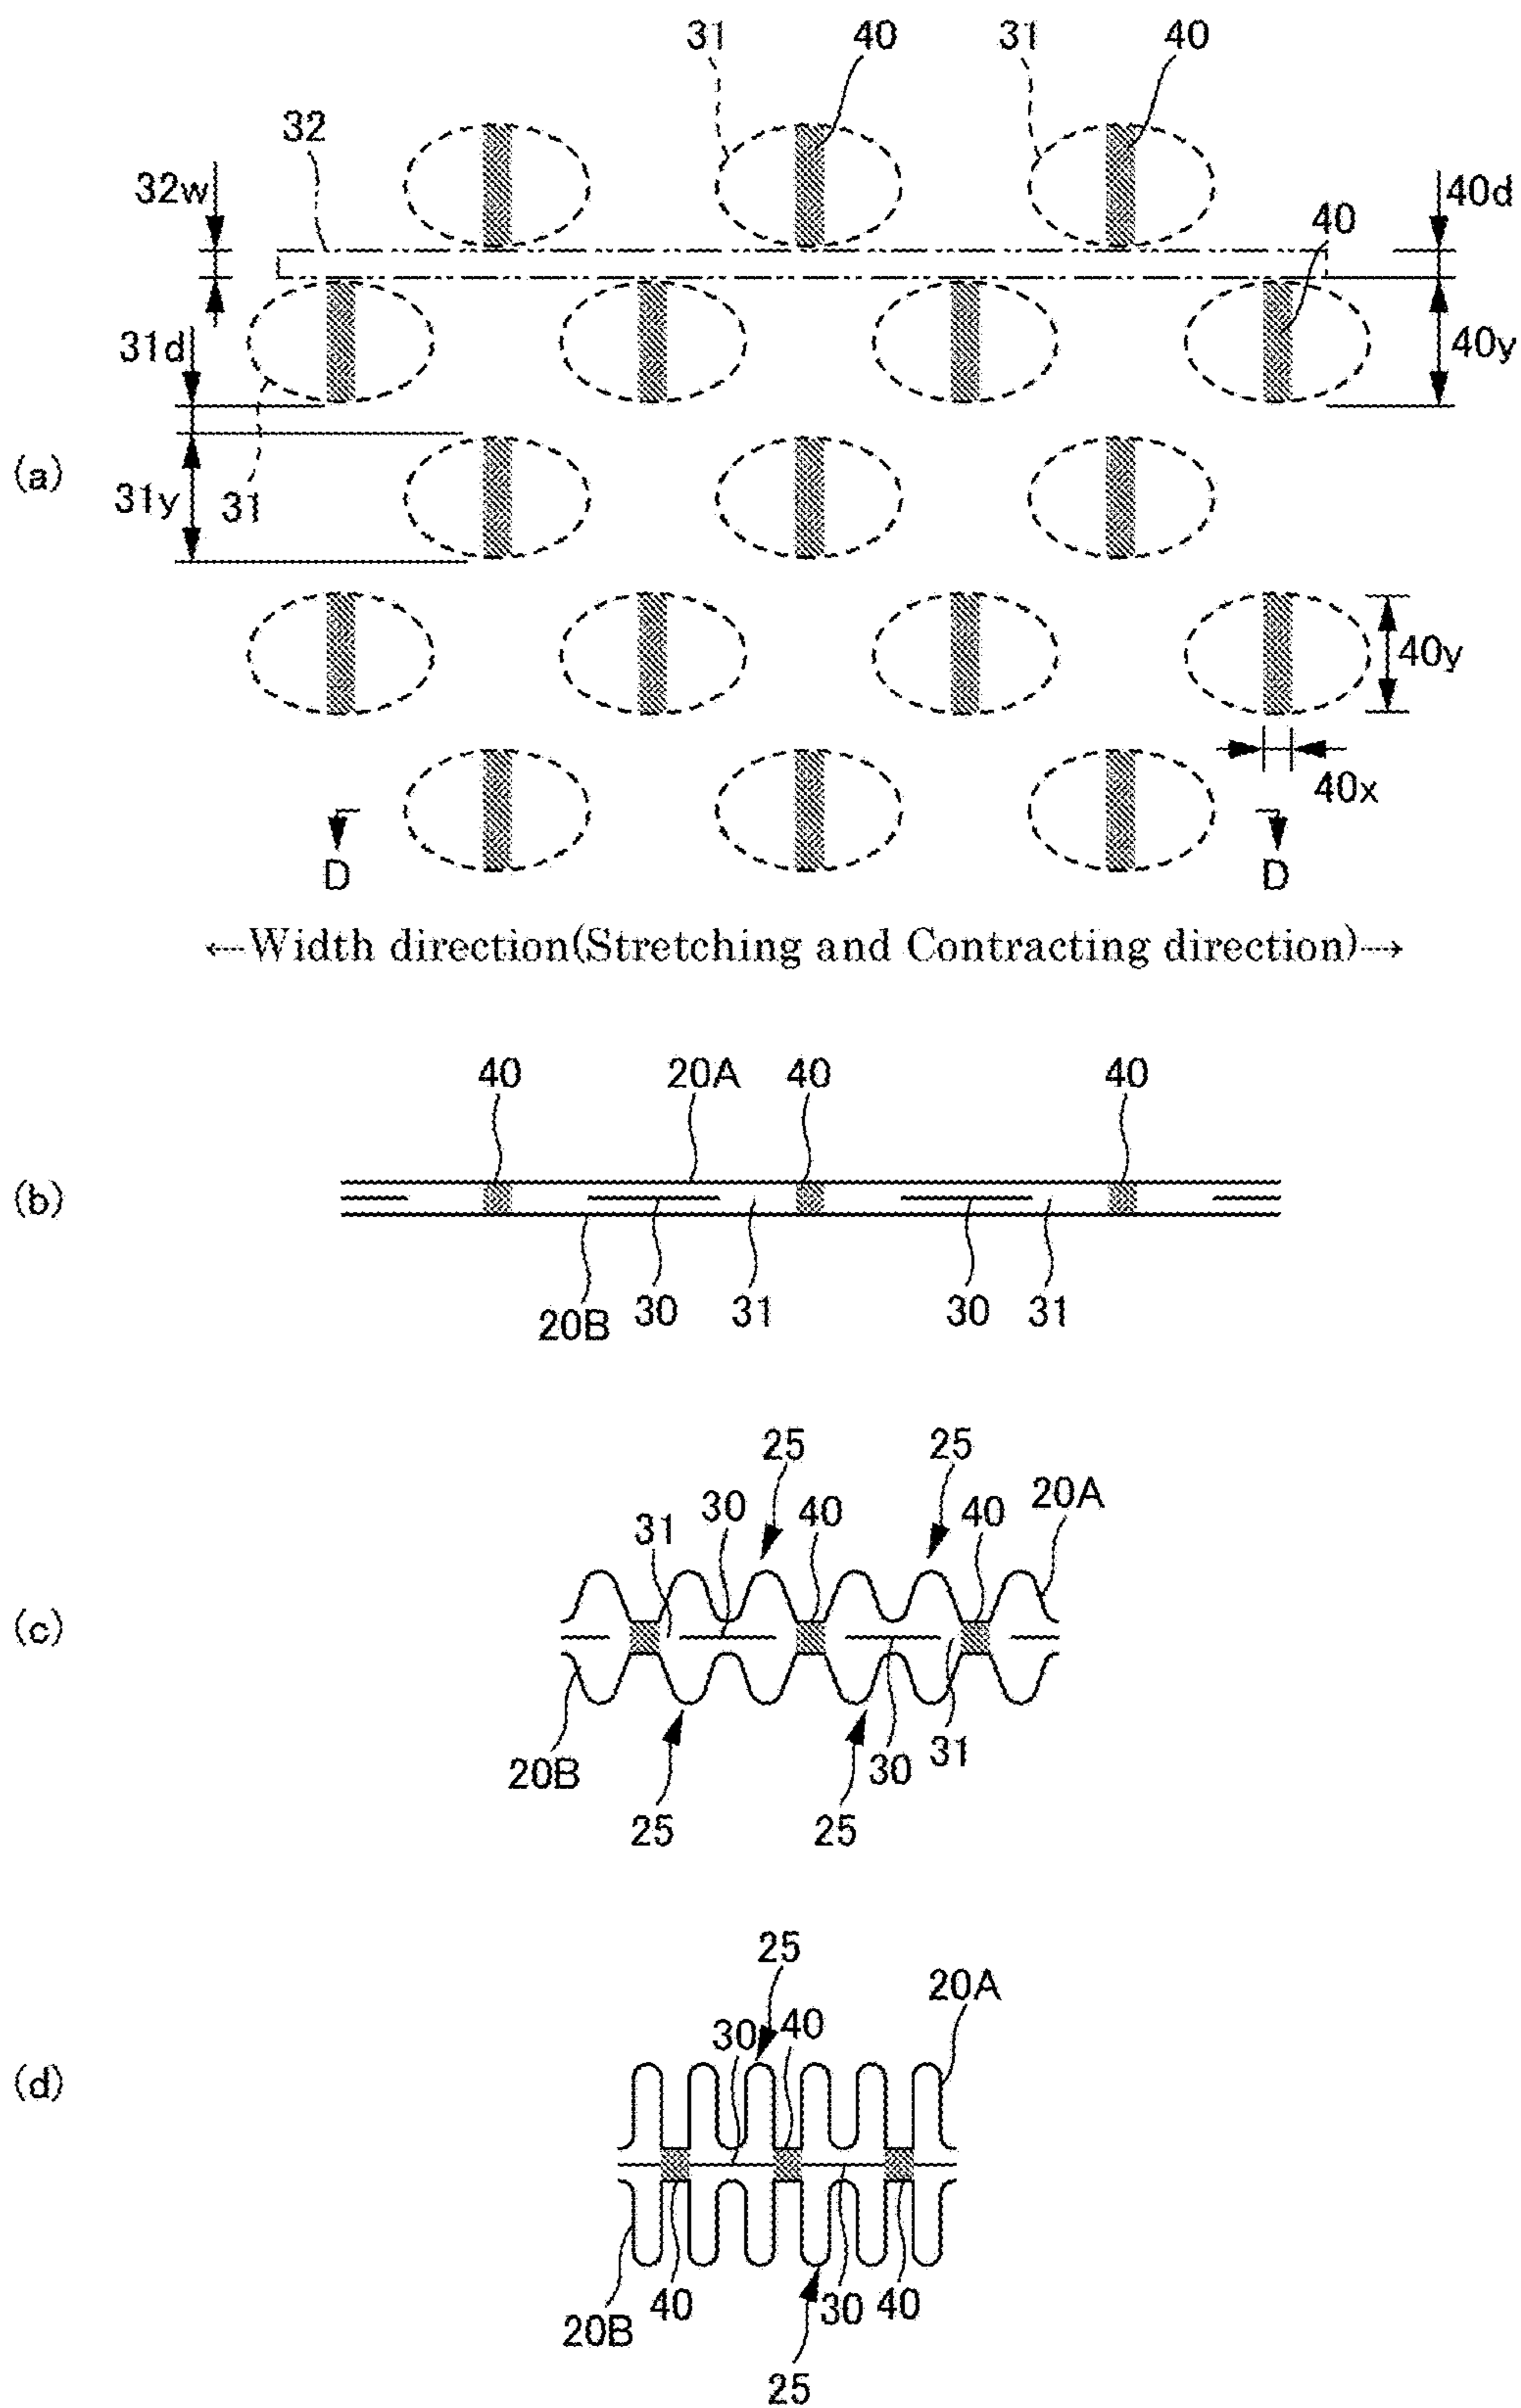 31 40 31 40
32
32w 40d
40
31d 40y
(a)
31y 31
40y
40x
D D
←--Width direction(Stretching and Contracting direction)--→
40 20A 40 40
(b)
20B 30 31 30 31
25 25
31 30 40 40 20A
(c)
20B 30 31
25 25
25
30 40 20A
(d)
20B 40 30 40
25